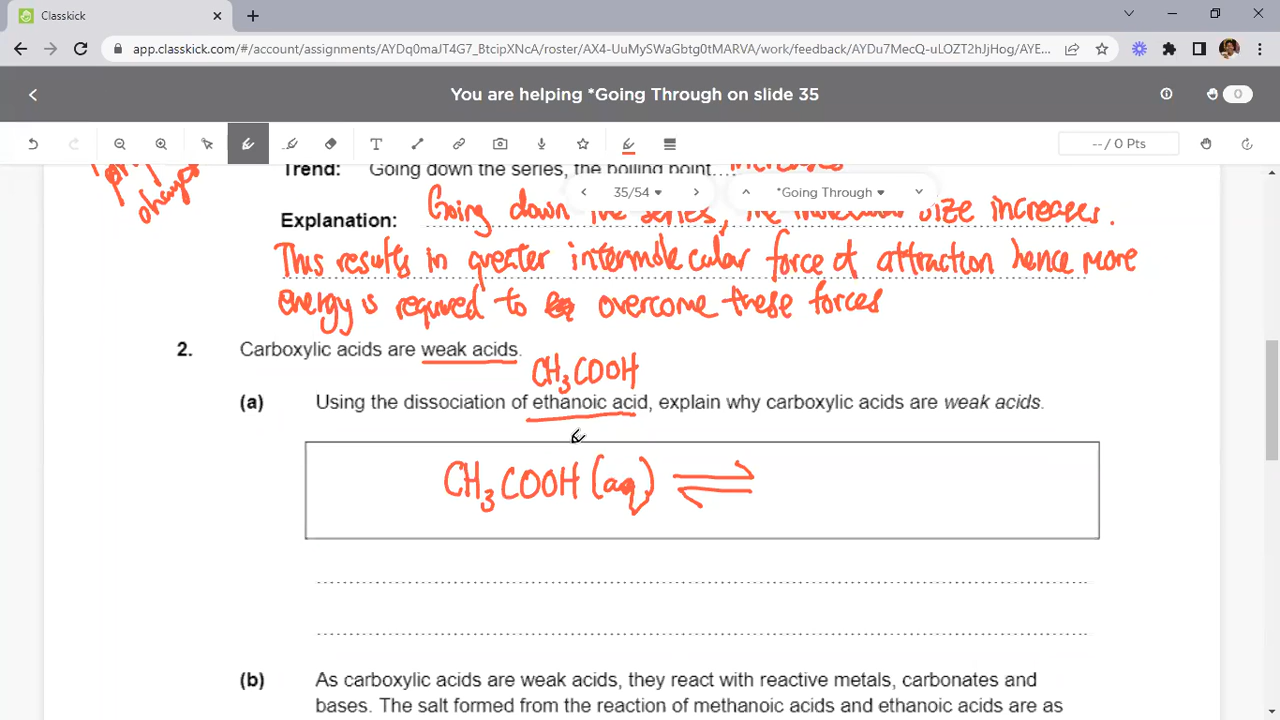 Classkick
app.classkick.com/#/account/assignments/AYDq0maJT4G7_BtcipXNNA/roster/AX4-UuMySWaGbtg0tMARVA/work/feedback/AYDu7MecQ-uLOZT2hJjHog/AYE...
You are helping *Going Through on slide 35
0
T
-- / 0 Pts
35/54
*Going Through
changes
Trend: Going down the series, the boiling point.... increases
Explanation: Going down the series, the molecular size increases.
This results in greater intermolecular force of attraction hence more
energy is required to overcome these forces
2. Carboxylic acids are weak acids.
CH3COOH
(a) Using the dissociation of ethanoic acid, explain why carboxylic acids are weak acids.
CH3COOH (aq) ⇌
(b) As carboxylic acids are weak acids, they react with reactive metals, carbonates and
bases. The salt formed from the reaction of methanoic acids and ethanoic acids are as